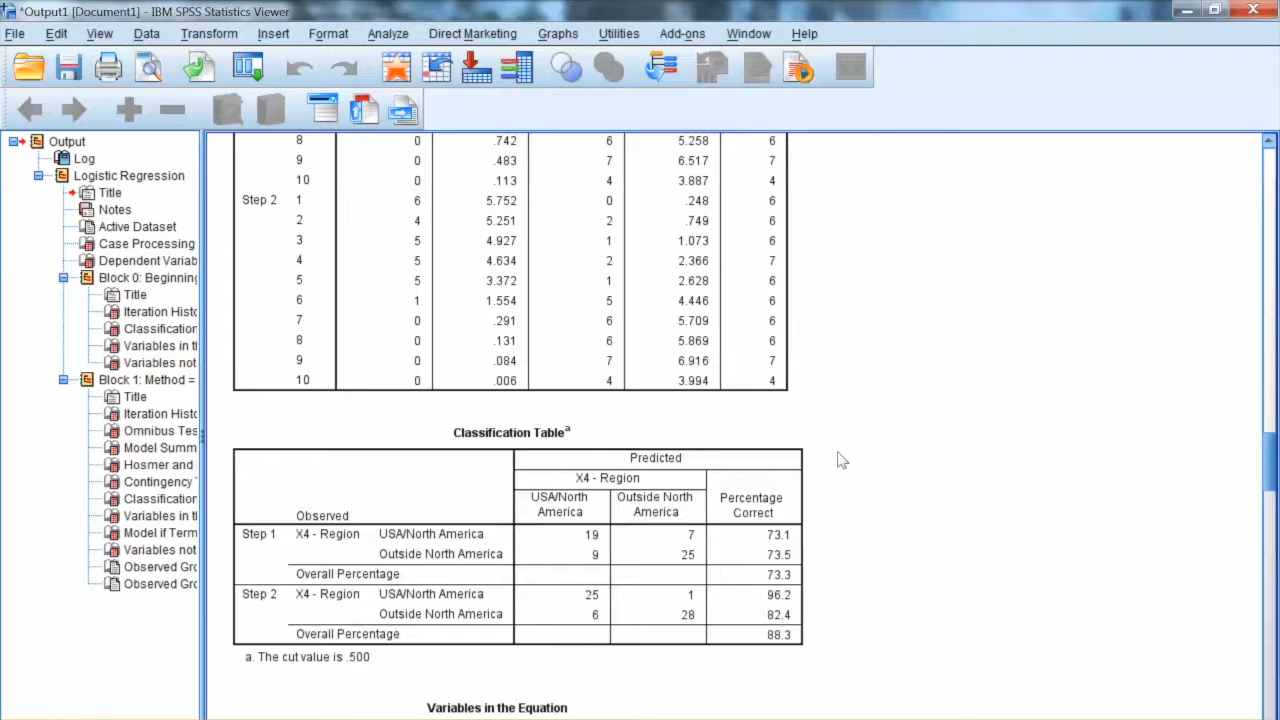 *Output1 [Document1] - IBM SPSS Statistics Viewer
File Edit View Data Transform Insert Format Analyze Direct Marketing Graphs Utilities Add-ons Window Help
Output
Log
Logistic Regression
Title
Notes
Active Dataset
Case Processing
Dependent Variab
Block 0: Beginning
Title
Iteration Histo
Classification
Variables in t
Variables not
Block 1: Method =
Title
Iteration Histo
Omnibus Tes
Model Summ
Hosmer and
Contingency
Classification
Variables in t
Model if Term
Variables not
Observed Gro
Observed Gro
8 0 .742 6 5.258 6
9 0 .483 7 6.517 7
10 0 .113 4 3.887 4
Step 2 1 6 5.752 0 .248 6
2 4 5.251 2 .749 6
3 5 4.927 1 1.073 6
4 5 4.634 2 2.366 7
5 5 3.372 1 2.628 6
6 1 1.554 5 4.446 6
7 0 .291 6 5.709 6
8 0 .131 6 5.869 6
9 0 .084 7 6.916 7
10 0 .006 4 3.994 4
Classification Tableª
Predicted
X4 - Region
USA/North America Outside North America Percentage Correct
Observed
Step 1 X4 - Region USA/North America 19 7 73.1
Outside North America 9 25 73.5
Overall Percentage 73.3
Step 2 X4 - Region USA/North America 25 1 96.2
Outside North America 6 28 82.4
Overall Percentage 88.3
a. The cut value is .500
Variables in the Equation